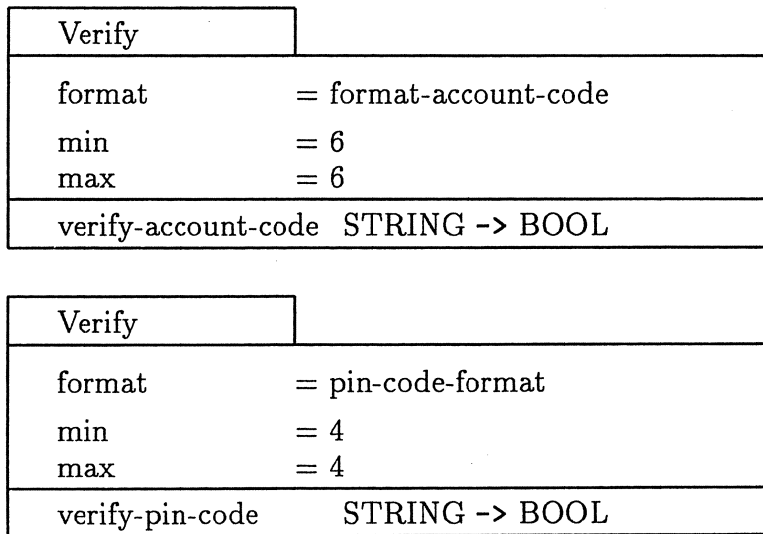 Verify
format = format-account-code
min = 6
max = 6
verify-account-code STRING -> BOOL
Verify
format = pin-code-format
min = 4
max = 4
verify-pin-code STRING -> BOOL